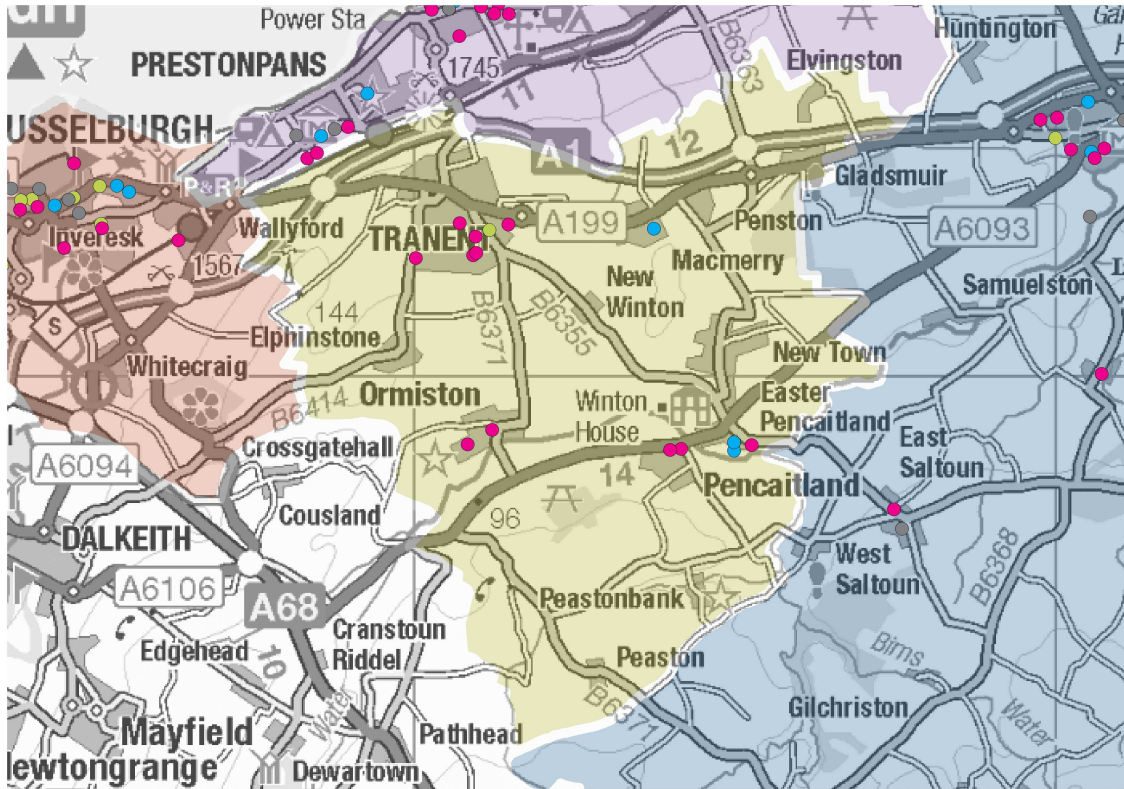 Power Sta
Huntington
PRESTONPANS
1745
11
B6363
Elvingston
USSELBURGH
A1
12
P&R
Gladsmuir
Inveresk
Wallyford
TRANENT
A199
Penston
A6093
1567
Macmerry
Samuelston
144
New
Winton
B6371
B6355
Elphinstone
Whitecraig
New Town
Ormiston
Winton
House
Easter
Pencaitland
B6414
Crossgatehall
A6094
14
East
Saltoun
S
Pencaitland
Cousland
96
DALKEITH
West
Saltoun
B6368
A6106
A68
Peastonbank
Cranstoun
Riddel
Edgehead
10
Peaston
Birns
Water
B6371
Gilchriston
Water
Mayfield
Pathhead
lewtongrange
Dewartown